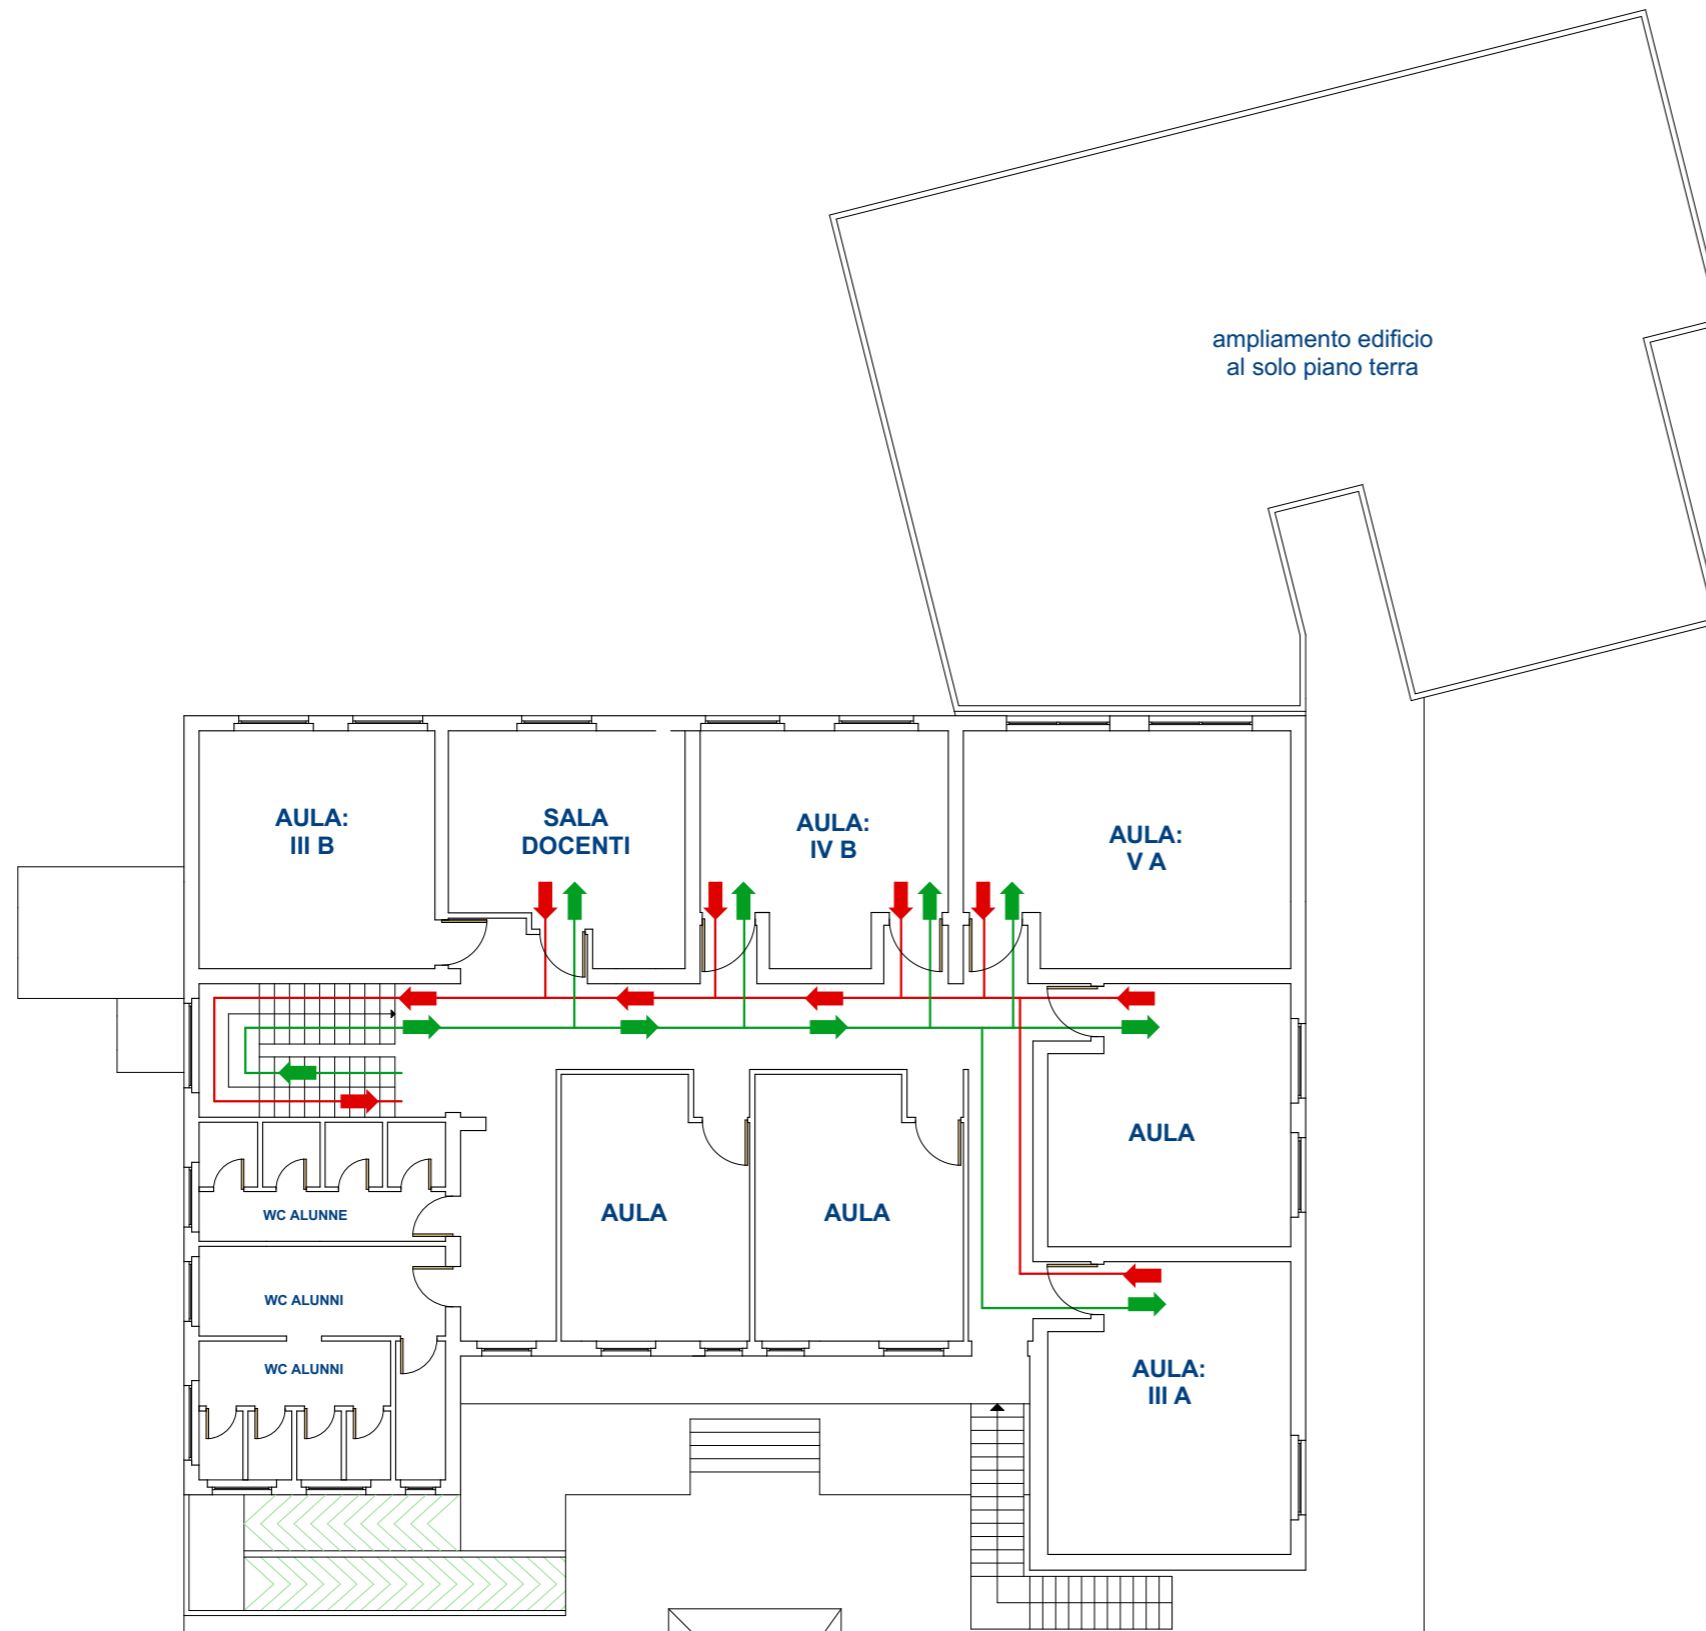 ampliamento edificio
al solo piano terra
AULA:
III B
SALA
DOCENTI
AULA:
IV B
AULA:
V A
AULA
AULA
AULA
WC ALUNNE
WC ALUNNI
WC ALUNNI
AULA:
III A